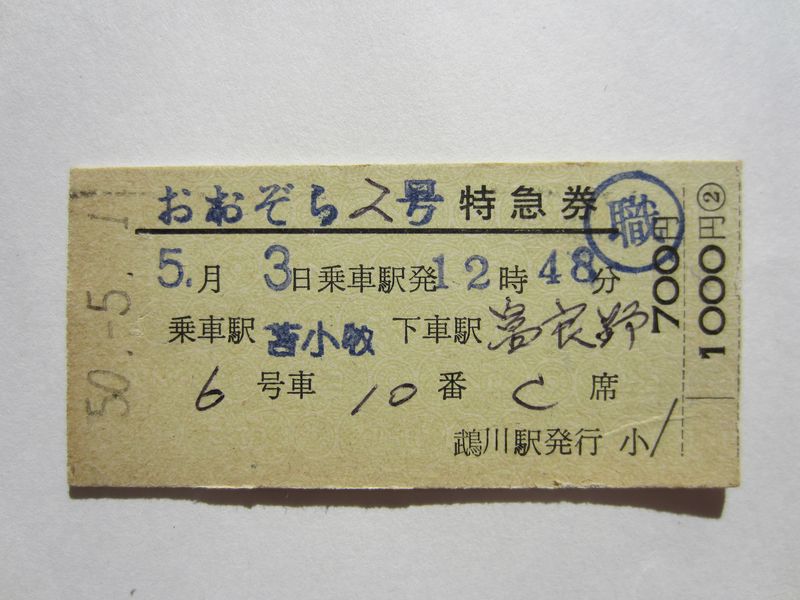 おおぞら2号 特急券
職
5.月 3日乗車駅発12時48分
乗車駅 苫小牧 下車駅 富良野
6号車 10番 C席
鵡川駅発行 小
700円
1000円②
50.-5.